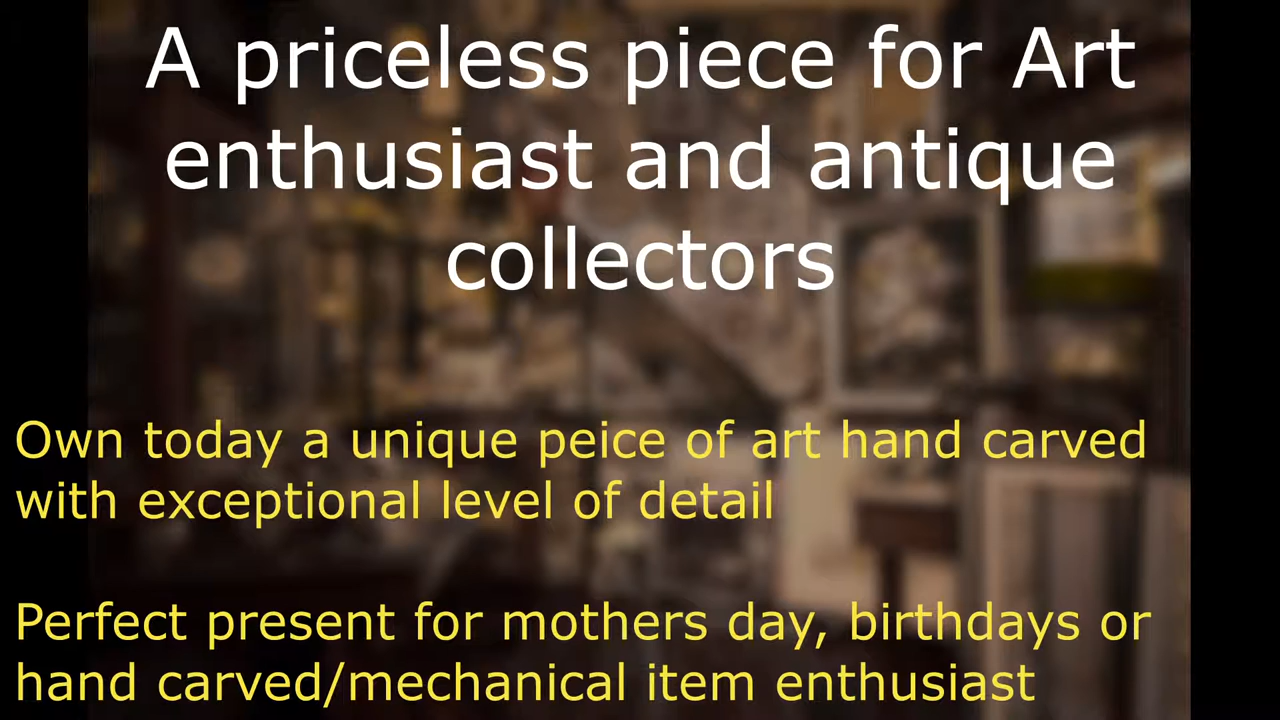 A priceless piece for Art
enthusiast and antique
collectors
Own today a unique peice of art hand carved
with exceptional level of detail
Perfect present for mothers day, birthdays or
hand carved/mechanical item enthusiast